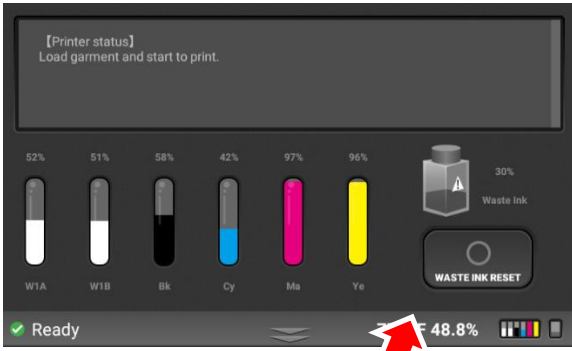 【Printer status】
Load garment and start to print.
52% 51% 58% 42% 97% 96%
30%
Waste Ink
W1A W1B Bk Cy Ma Ye
WASTE INK RESET
Ready
48.8%